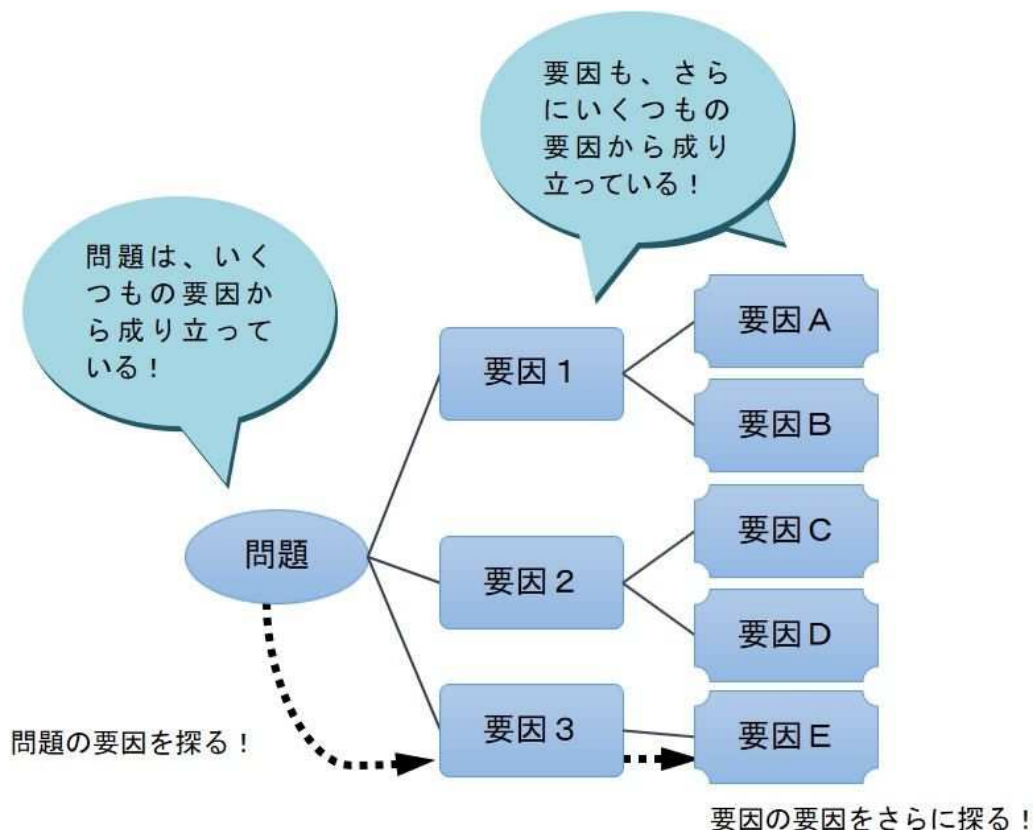 要因も、さら
にいくつもの
要因から成り
立っている！
問題は、いく
つもの要因か
ら成り立って
いる！
要因１
要因Ａ
要因Ｂ
問題
要因２
要因Ｃ
要因Ｄ
要因３
要因Ｅ
問題の要因を探る！
要因の要因をさらに探る！